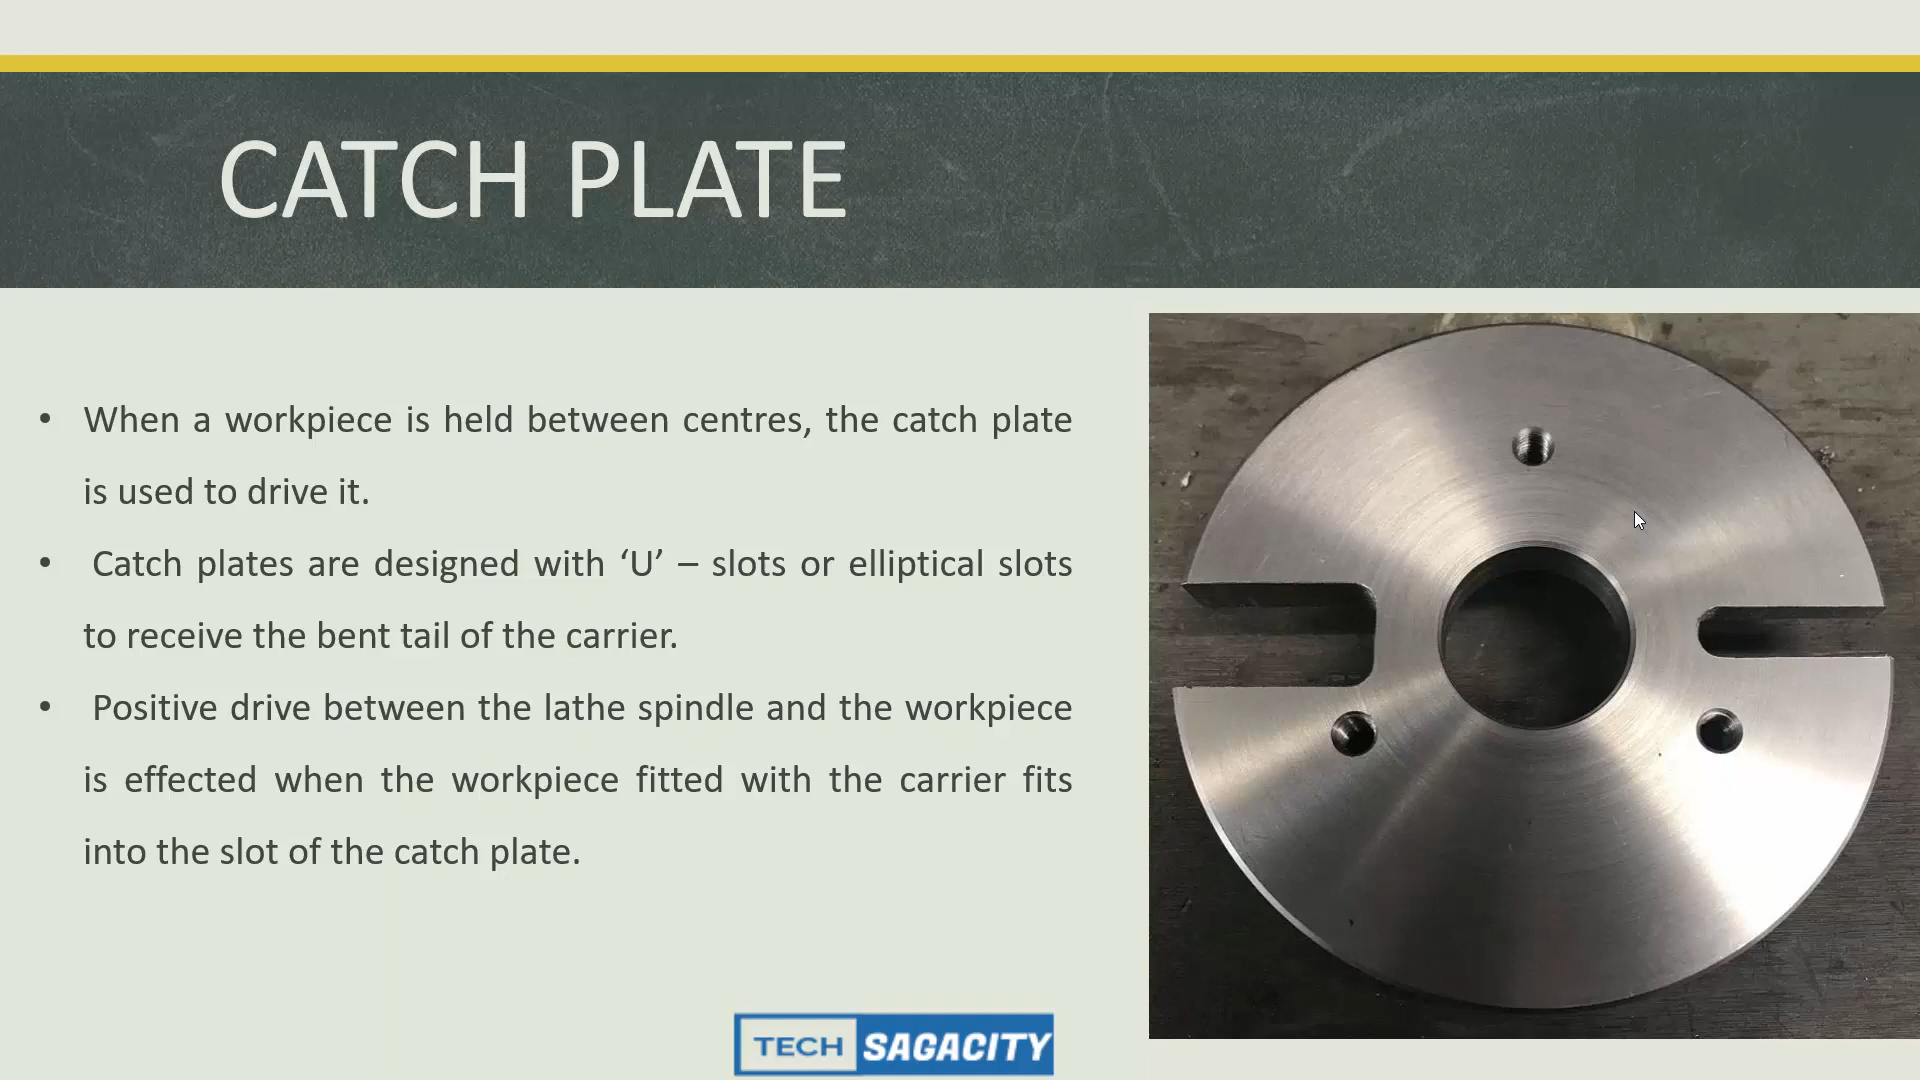 CATCH PLATE
• When a workpiece is held between centres, the catch plate
is used to drive it.
• Catch plates are designed with ‘U’ – slots or elliptical slots
to receive the bent tail of the carrier.
• Positive drive between the lathe spindle and the workpiece
is effected when the workpiece fitted with the carrier fits
into the slot of the catch plate.
TECH SAGACITY